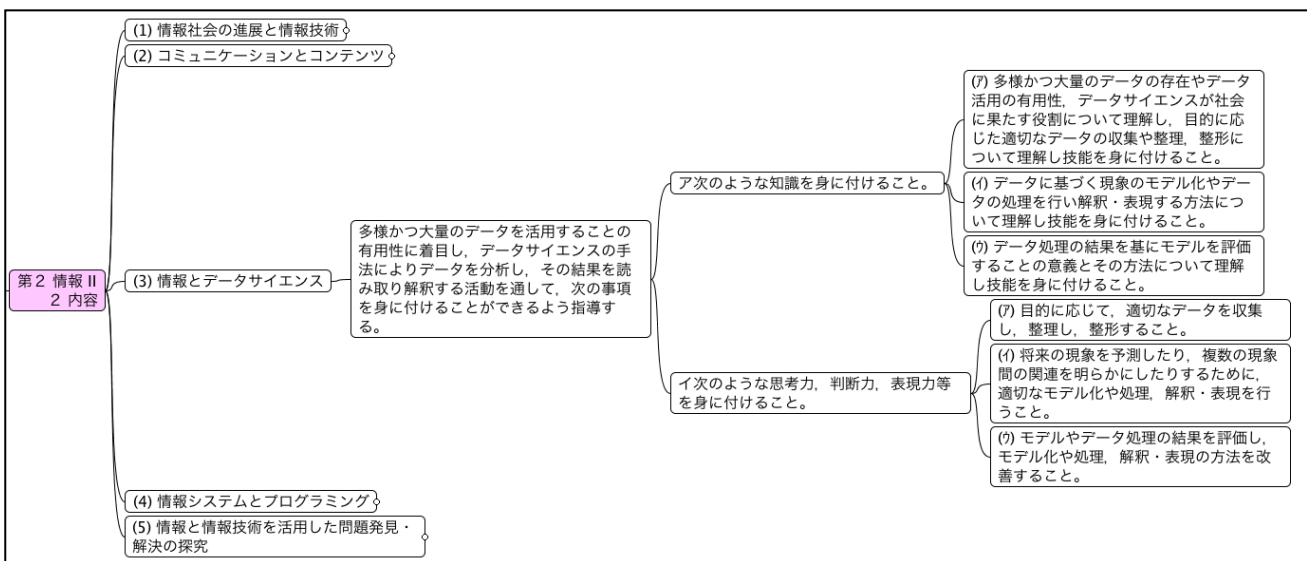 第2 情報 II
2 内容
(1) 情報社会の進展と情報技術
(2) コミュニケーションとコンテンツ
(3) 情報とデータサイエンス
多様かつ大量のデータを活用することの
有用性に着目し，データサイエンスの手
法によりデータを分析し，その結果を読
み取り解釈する活動を通して，次の事項
を身に付けることができるよう指導す
る。
ア次のような知識を身に付けること。
(ｱ) 多様かつ大量のデータの存在やデータ
活用の有用性，データサイエンスが社会
に果たす役割について理解し，目的に応
じた適切なデータの収集や整理，整形に
ついて理解し技能を身に付けること。
(ｲ) データに基づく現象のモデル化やデー
タの処理を行い解釈・表現する方法につ
いて理解し技能を身に付けること。
(ｳ) データ処理の結果を基にモデルを評価
することの意義とその方法について理解
し技能を身に付けること。
イ次のような思考力，判断力，表現力等
を身に付けること。
(ｱ) 目的に応じて，適切なデータを収集
し，整理し，整形すること。
(ｲ) 将来の現象を予測したり，複数の現象
間の関連を明らかにしたりするために，
適切なモデル化や処理，解釈・表現を行
うこと。
(ｳ) モデルやデータ処理の結果を評価し，
モデル化や処理，解釈・表現の方法を改
善すること。
(4) 情報システムとプログラミング
(5) 情報と情報技術を活用した問題発見・
解決の探究